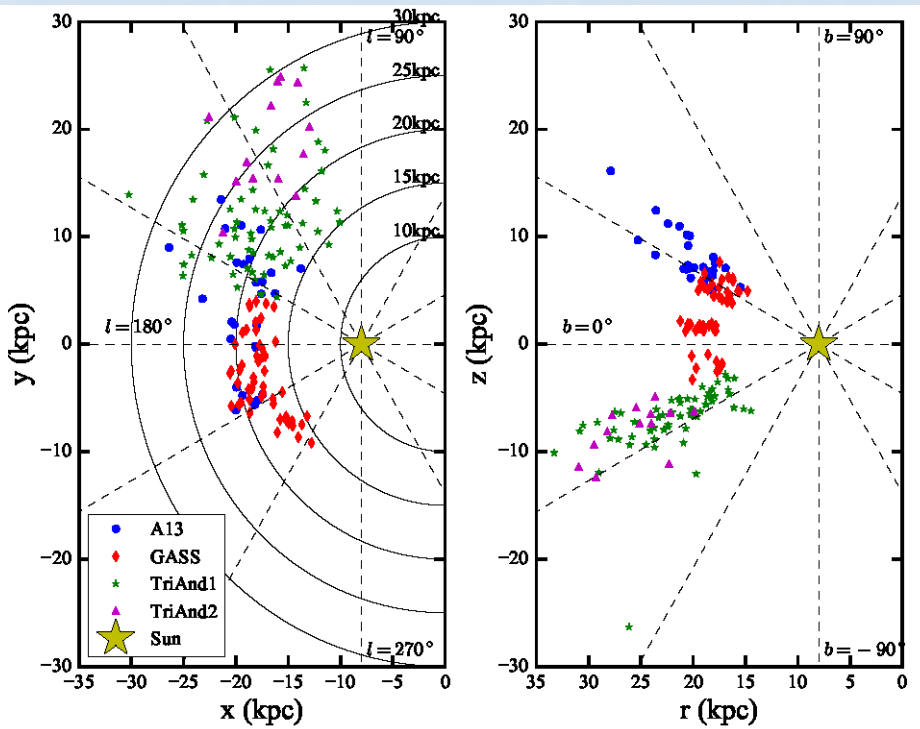 30kpc
25kpc
20kpc
15kpc
10kpc
l = 90°
l = 180°
l = 270°
30
20
10
0
−10
−20
−30
y (kpc)
−35 −30 −25 −20 −15 −10 −5 0
x (kpc)
A13
GASS
TriAnd1
TriAnd2
Sun
b = 90°
b = 0°
b = −90°
30
20
10
0
−10
−20
−30
z (kpc)
35 30 25 20 15 10 5 0
r (kpc)